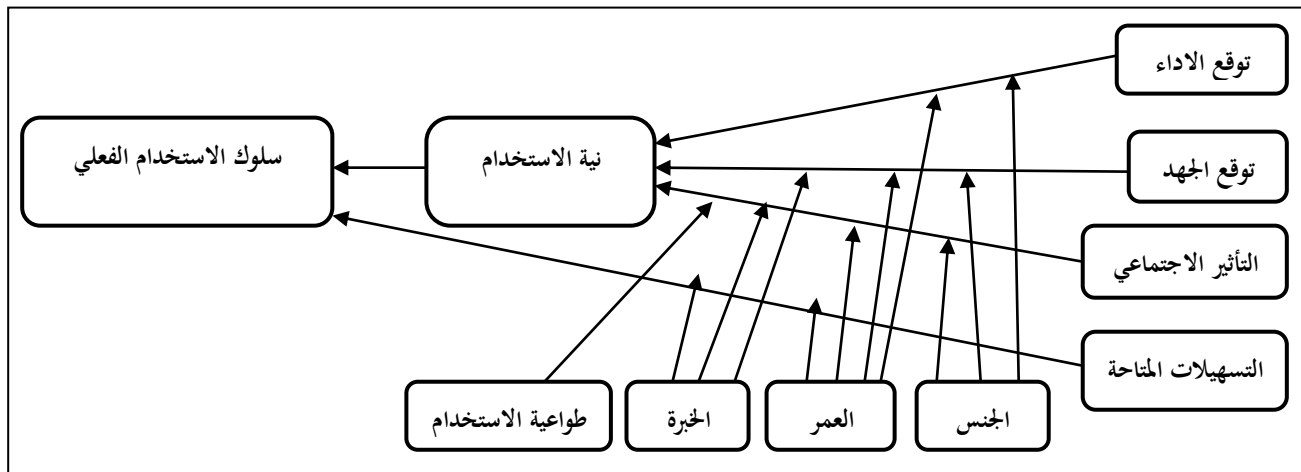 توقع الاداء
توقع الجهد
نية الاستخدام
سلوك الاستخدام الفعلي
التأثير الاجتماعي
التسهيلات المتاحة
الجنس
العمر
الخبرة
طواعية الاستخدام